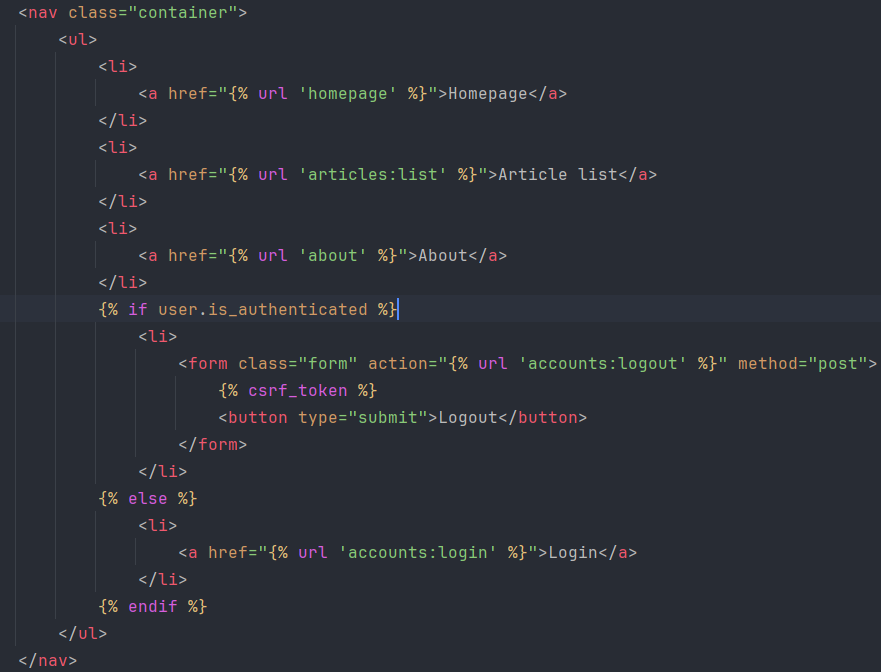 <nav class="container">
    <ul>
        <li>
            <a href="{% url 'homepage' %}">Homepage</a>
        </li>
        <li>
            <a href="{% url 'articles:list' %}">Article list</a>
        </li>
        <li>
            <a href="{% url 'about' %}">About</a>
        </li>
        {% if user.is_authenticated %}
            <li>
                <form class="form" action="{% url 'accounts:logout' %}" method="post">
                    {% csrf_token %}
                    <button type="submit">Logout</button>
                </form>
            </li>
        {% else %}
            <li>
                <a href="{% url 'accounts:login' %}">Login</a>
            </li>
        {% endif %}
    </ul>
</nav>